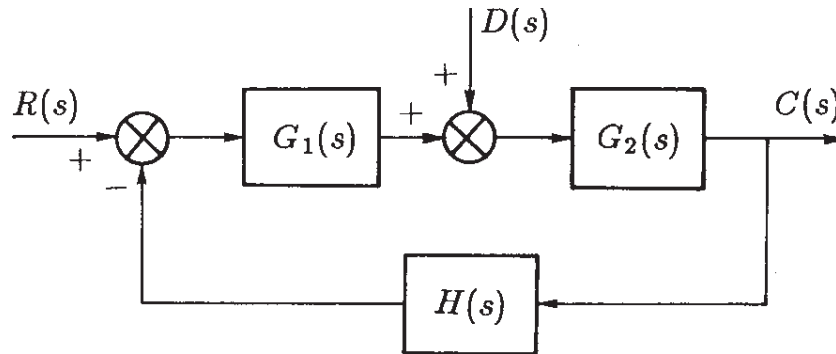 D(s)
+
R(s)
+
−
G₁(s)
+
G₂(s)
C(s)
H(s)